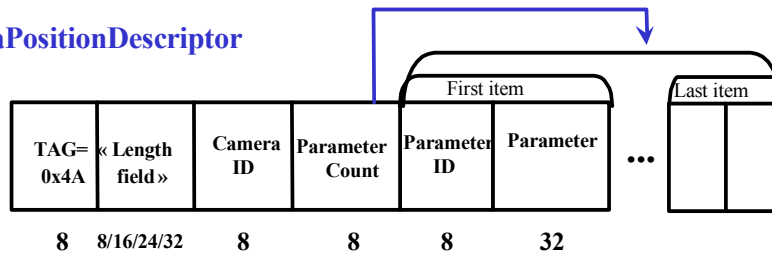 aPositionDescriptor
First item
Last item
TAG= 0x4A
« Length field »
Camera ID
Parameter Count
Parameter ID
Parameter
...
8 8/16/24/32 8 8 8 32